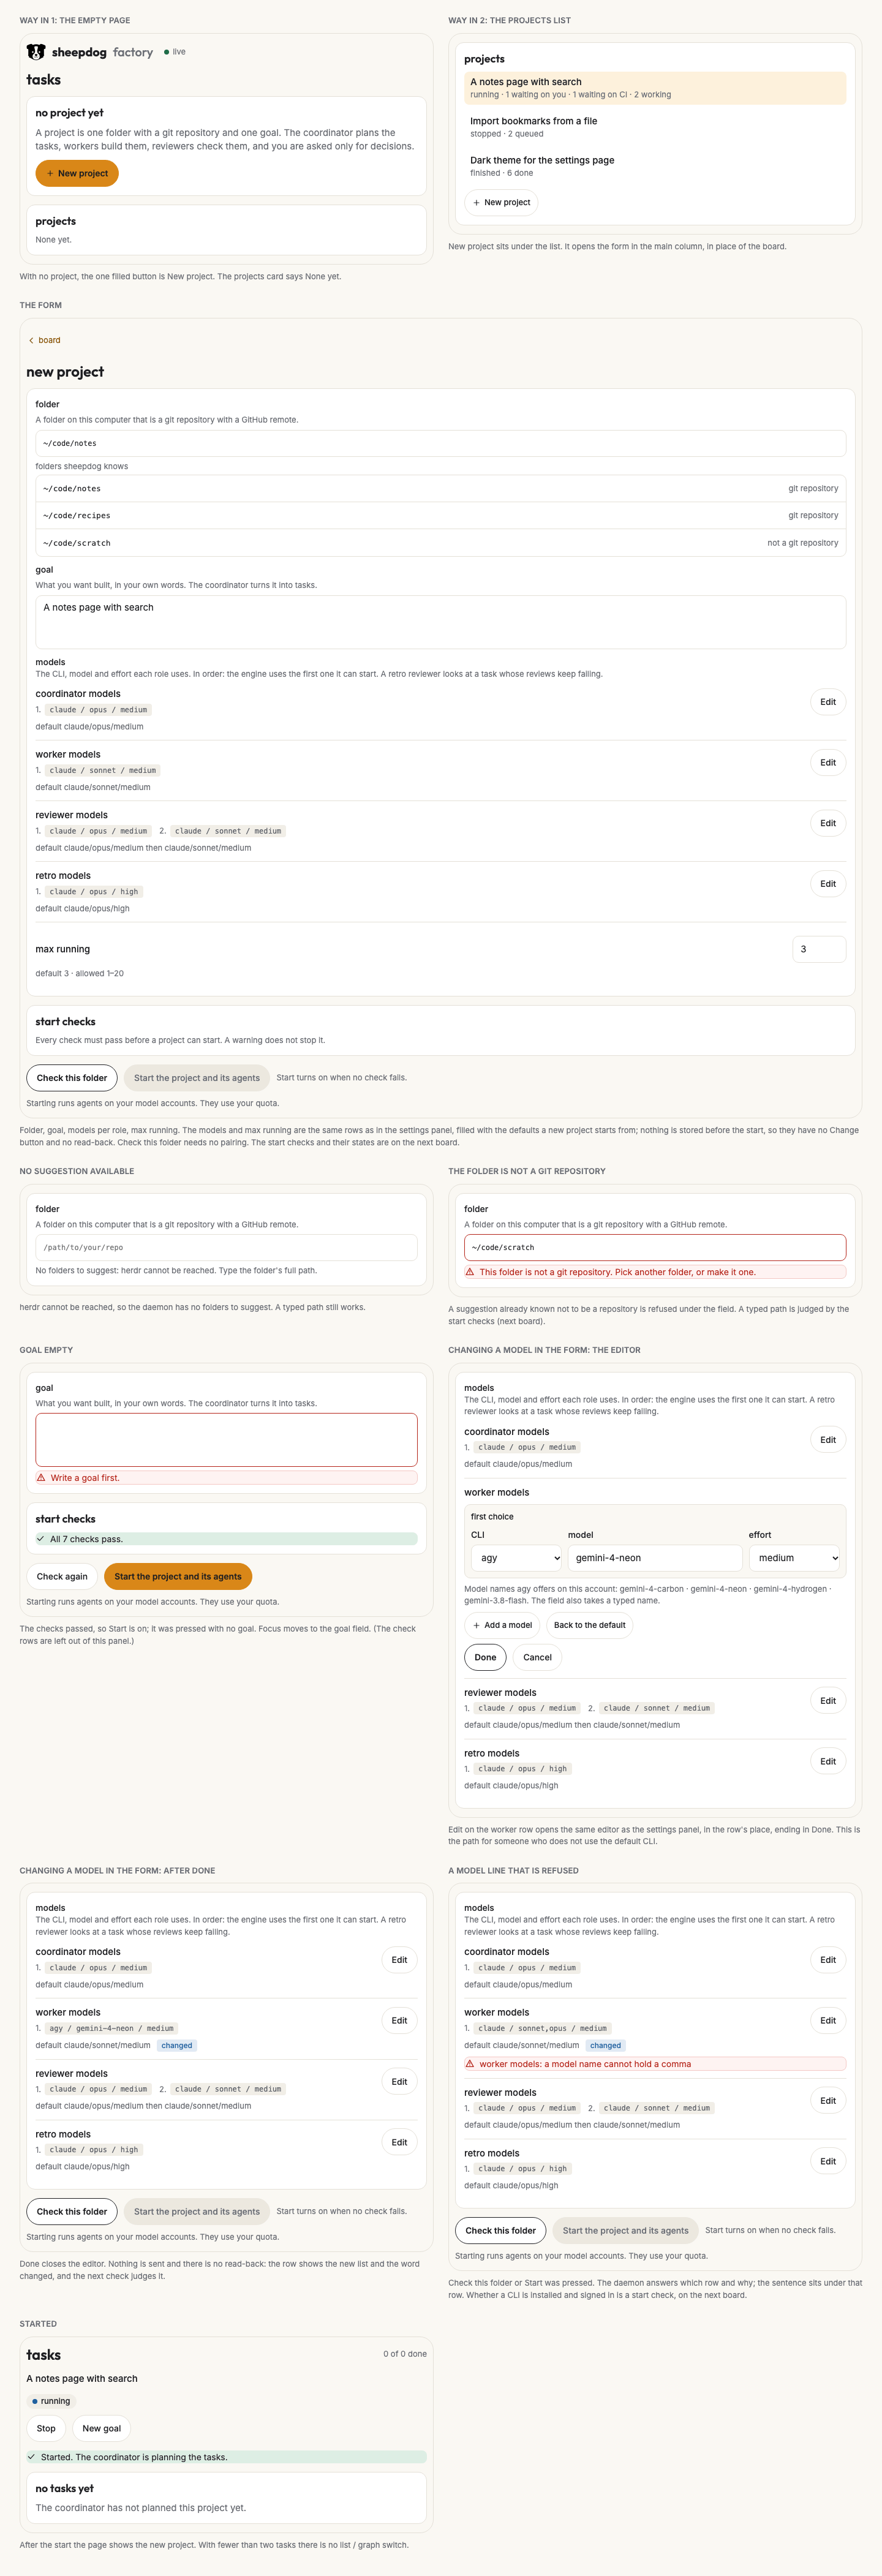 WAY IN 1: THE EMPTY PAGE
sheepdog factory live
tasks
no project yet
A project is one folder with a git repository and one goal. The coordinator plans the
tasks, workers build them, reviewers check them, and you are asked only for decisions.
+ New project
projects
None yet.
With no project, the one filled button is New project. The projects card says None yet.
WAY IN 2: THE PROJECTS LIST
projects
A notes page with search
running · 1 waiting on you · 1 waiting on CI · 2 working
Import bookmarks from a file
stopped · 2 queued
Dark theme for the settings page
finished · 6 done
+ New project
New project sits under the list. It opens the form in the main column, in place of the board.
THE FORM
‹ board
new project
folder
A folder on this computer that is a git repository with a GitHub remote.
~/code/notes
folders sheepdog knows
~/code/notes git repository
~/code/recipes git repository
~/code/scratch not a git repository
goal
What you want built, in your own words. The coordinator turns it into tasks.
A notes page with search
models
The CLI, model and effort each role uses. In order: the engine uses the first one it can start. A retro reviewer looks at a task whose reviews keep failing.
coordinator models Edit
1. claude / opus / medium
default claude/opus/medium
worker models Edit
1. claude / sonnet / medium
default claude/sonnet/medium
reviewer models Edit
1. claude / opus / medium 2. claude / sonnet / medium
default claude/opus/medium then claude/sonnet/medium
retro models Edit
1. claude / opus / high
default claude/opus/high
max running 3
default 3 · allowed 1–20
start checks
Every check must pass before a project can start. A warning does not stop it.
Check this folder Start the project and its agents Start turns on when no check fails.
Starting runs agents on your model accounts. They use your quota.
Folder, goal, models per role, max running. The models and max running are the same rows as in the settings panel, filled with the defaults a new project starts from; nothing is stored before the start, so they have no Change
button and no read-back. Check this folder needs no pairing. The start checks and their states are on the next board.
NO SUGGESTION AVAILABLE
folder
A folder on this computer that is a git repository with a GitHub remote.
/path/to/your/repo
No folders to suggest: herdr cannot be reached. Type the folder's full path.
herdr cannot be reached, so the daemon has no folders to suggest. A typed path still works.
THE FOLDER IS NOT A GIT REPOSITORY
folder
A folder on this computer that is a git repository with a GitHub remote.
~/code/scratch
This folder is not a git repository. Pick another folder, or make it one.
A suggestion already known not to be a repository is refused under the field. A typed path is judged by the
start checks (next board).
GOAL EMPTY
goal
What you want built, in your own words. The coordinator turns it into tasks.
Write a goal first.
start checks
All 7 checks pass.
Check again Start the project and its agents
Starting runs agents on your model accounts. They use your quota.
The checks passed, so Start is on; it was pressed with no goal. Focus moves to the goal field. (The check
rows are left out of this panel.)
CHANGING A MODEL IN THE FORM: THE EDITOR
models
The CLI, model and effort each role uses. In order: the engine uses the first one it can start. A retro
reviewer looks at a task whose reviews keep failing.
coordinator models Edit
1. claude / opus / medium
default claude/opus/medium
worker models
first choice
CLI model effort
agy gemini-4-neon medium
Model names agy offers on this account: gemini-4-carbon · gemini-4-neon · gemini-4-hydrogen ·
gemini-3.8-flash. The field also takes a typed name.
+ Add a model Back to the default
Done Cancel
reviewer models Edit
1. claude / opus / medium 2. claude / sonnet / medium
default claude/opus/medium then claude/sonnet/medium
retro models Edit
1. claude / opus / high
default claude/opus/high
Edit on the worker row opens the same editor as the settings panel, in the row's place, ending in Done. This is
the path for someone who does not use the default CLI.
CHANGING A MODEL IN THE FORM: AFTER DONE
models
The CLI, model and effort each role uses. In order: the engine uses the first one it can start. A retro
reviewer looks at a task whose reviews keep failing.
coordinator models Edit
1. claude / opus / medium
default claude/opus/medium
worker models Edit
1. agy / gemini-4-neon / medium
default claude/sonnet/medium changed
reviewer models Edit
1. claude / opus / medium 2. claude / sonnet / medium
default claude/opus/medium then claude/sonnet/medium
retro models Edit
1. claude / opus / high
default claude/opus/high
Check this folder Start the project and its agents Start turns on when no check fails.
Starting runs agents on your model accounts. They use your quota.
Done closes the editor. Nothing is sent and there is no read-back: the row shows the new list and the word
changed, and the next check judges it.
A MODEL LINE THAT IS REFUSED
models
The CLI, model and effort each role uses. In order: the engine uses the first one it can start. A retro
reviewer looks at a task whose reviews keep failing.
coordinator models Edit
1. claude / opus / medium
default claude/opus/medium
worker models Edit
1. claude / sonnet,opus / medium
default claude/sonnet/medium changed
worker models: a model name cannot hold a comma
reviewer models Edit
1. claude / opus / medium 2. claude / sonnet / medium
default claude/opus/medium then claude/sonnet/medium
retro models Edit
1. claude / opus / high
default claude/opus/high
Check this folder Start the project and its agents Start turns on when no check fails.
Starting runs agents on your model accounts. They use your quota.
Check this folder or Start was pressed. The daemon answers which row and why; the sentence sits under that
row. Whether a CLI is installed and signed in is a start check, on the next board.
STARTED
tasks 0 of 0 done
A notes page with search
running
Stop New goal
Started. The coordinator is planning the tasks.
no tasks yet
The coordinator has not planned this project yet.
After the start the page shows the new project. With fewer than two tasks there is no list / graph switch.